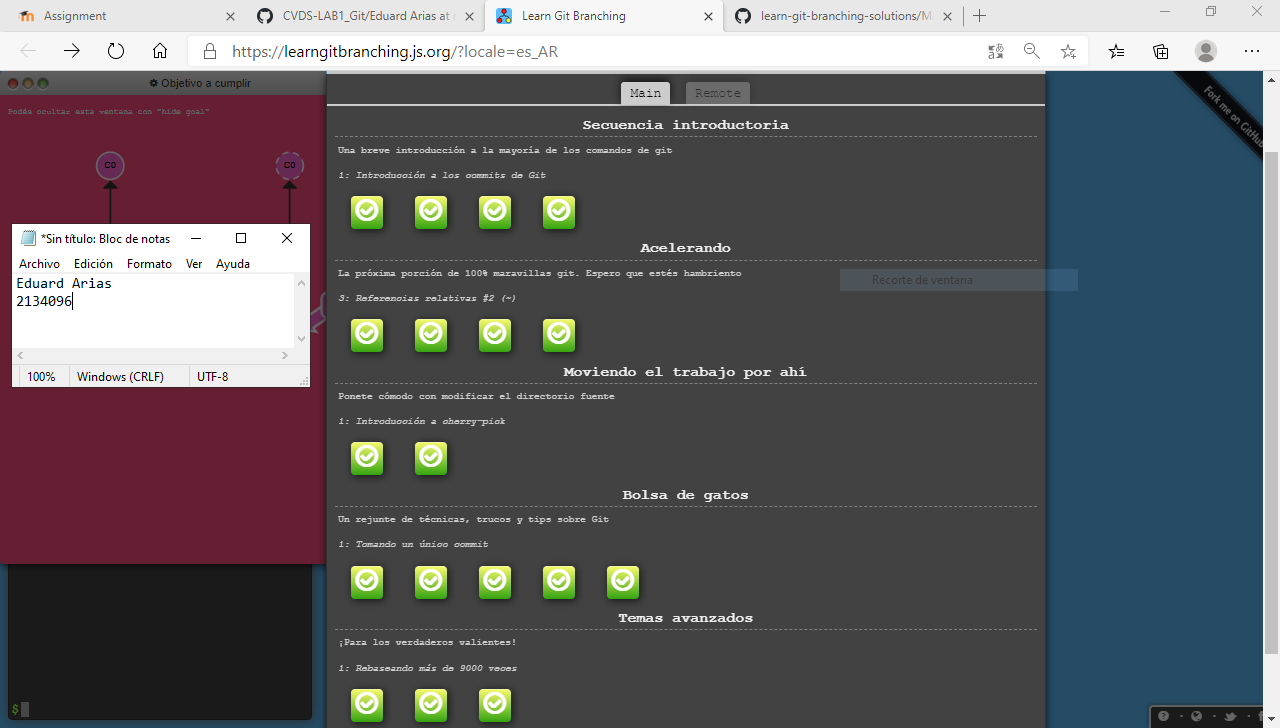 Assignment
CVDS-LAB1_Git/Eduard Arias at
Learn Git Branching
learn-git-branching-solutions/M
https://learngitbranching.js.org/?locale=es_AR
Objetivo a cumplir
Podés ocultar esta ventana con "hide goal"
C0
C0
*Sin título: Bloc de notas
Archivo Edición Formato Ver Ayuda
Eduard Arias
2134096
100% Windows (CRLF) UTF-8
$
Main Remote
Secuencia introductoria
Una breve introducción a la mayoría de los comandos de git
1: Introducción a los commits de Git
Acelerando
La próxima porción de 100% maravillas git. Espero que estés hambriento
3: Referencias relativas #2 (~)
Moviendo el trabajo por ahí
Ponete cómodo con modificar el directorio fuente
1: Introducción a cherry-pick
Bolsa de gatos
Un rejunte de técnicas, trucos y tips sobre Git
1: Tomando un único commit
Temas avanzados
¡Para los verdaderos valientes!
1: Rebaseando más de 9000 veces
Recorte de ventana
Fork me on GitHub